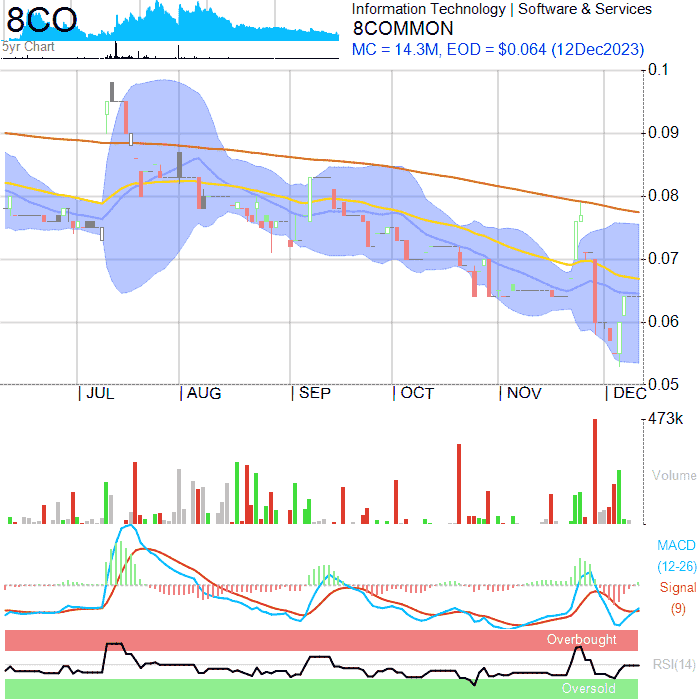 8CO
5yr Chart
Information Technology | Software & Services
8COMMON
MC = 14.3M, EOD = $0.064 (12Dec2023)
0.1
0.09
0.08
0.07
0.06
0.05
JUL AUG SEP OCT NOV DEC
473k
Volume
MACD
(12-26)
Signal
(9)
Overbought
RSI(14)
Oversold